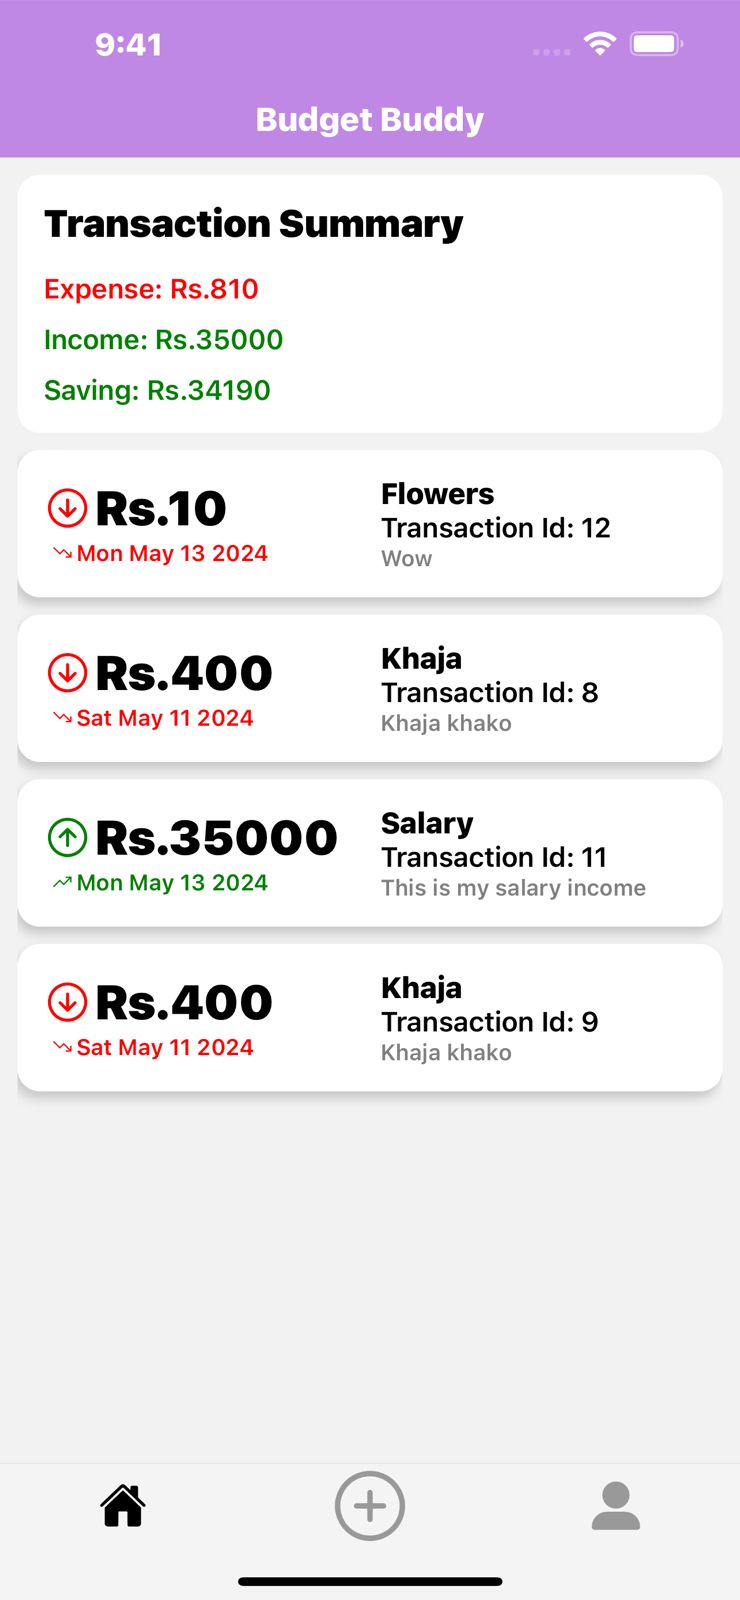 9:41
Budget Buddy
Transaction Summary
Expense: Rs.810
Income: Rs.35000
Saving: Rs.34190
Rs.10
Mon May 13 2024
Flowers
Transaction Id: 12
Wow
Rs.400
Sat May 11 2024
Khaja
Transaction Id: 8
Khaja khako
Rs.35000
Mon May 13 2024
Salary
Transaction Id: 11
This is my salary income
Rs.400
Sat May 11 2024
Khaja
Transaction Id: 9
Khaja khako